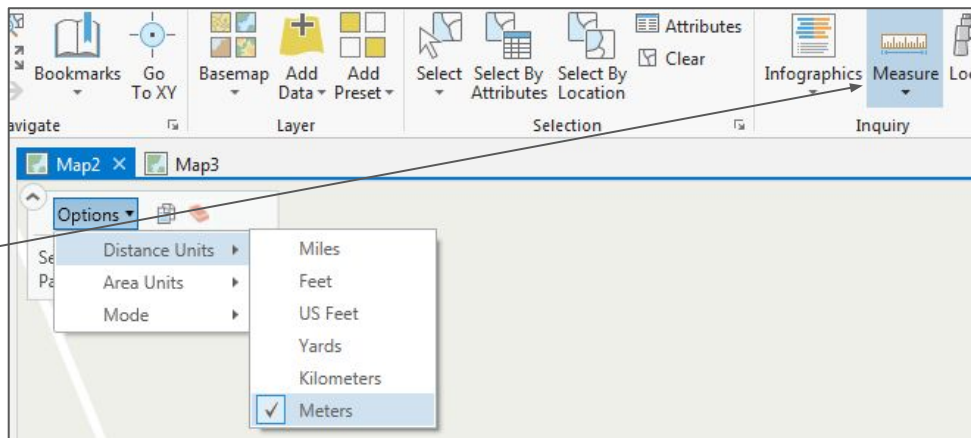 Bookmarks
Go To XY
Basemap
Add Data
Add Preset
Select
Select By Attributes
Select By Location
Attributes
Clear
Infographics
Measure
Layer
Selection
Inquiry
Map2
Map3
Options
Distance Units
Area Units
Mode
Miles
Feet
US Feet
Yards
Kilometers
Meters